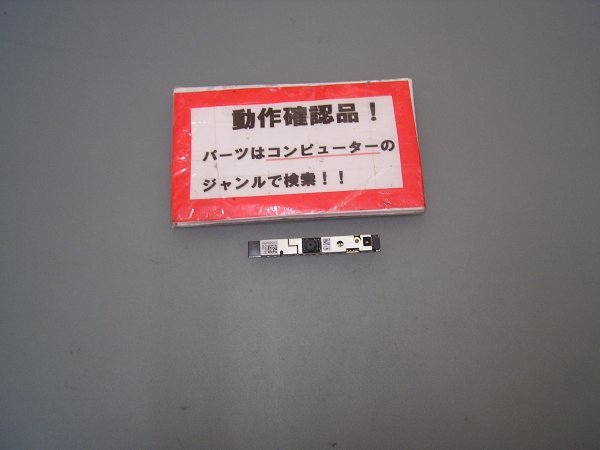 動作確認品！
パーツはコンピューターの
ジャンルで検索！！